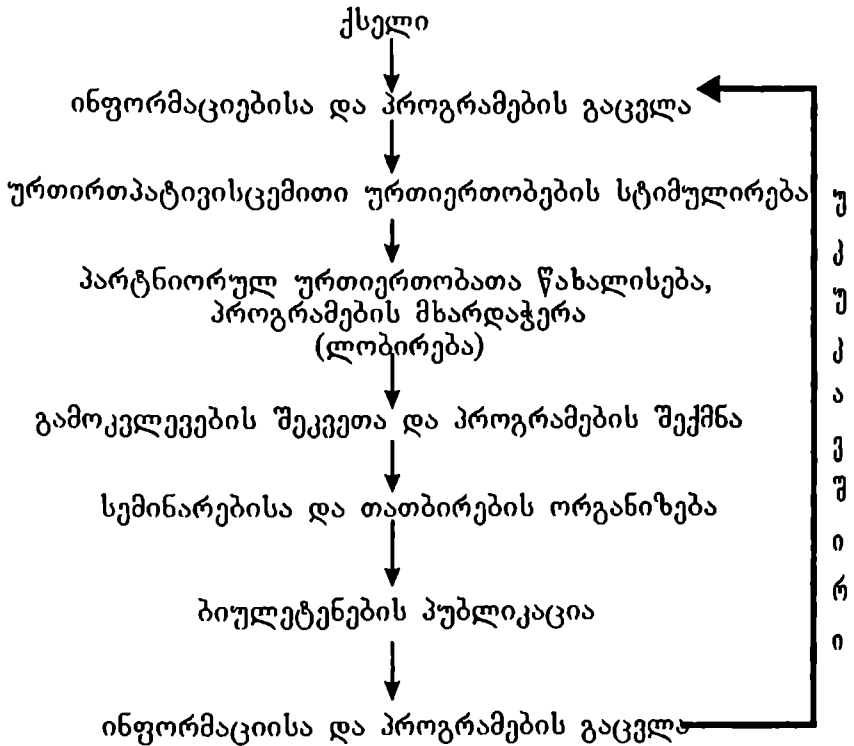 ქსელი
ინფორმაციებისა და პროგრამების გაცვლა
ურთირთპატივისცემითი ურთიერთობების სტიმულირება
პარტნიორულ ურთიერთობათა წახალისება,
პროგრამების მხარდაჭერა
(ლობირება)
გამოკვლევების შეკვეთა და პროგრამების შექმნა
სემინარებისა და თათბირების ორგანიზება
ბიულეტენების პუბლიკაცია
ინფორმაციისა და პროგრამების გაცვლა
უკუკავშირი